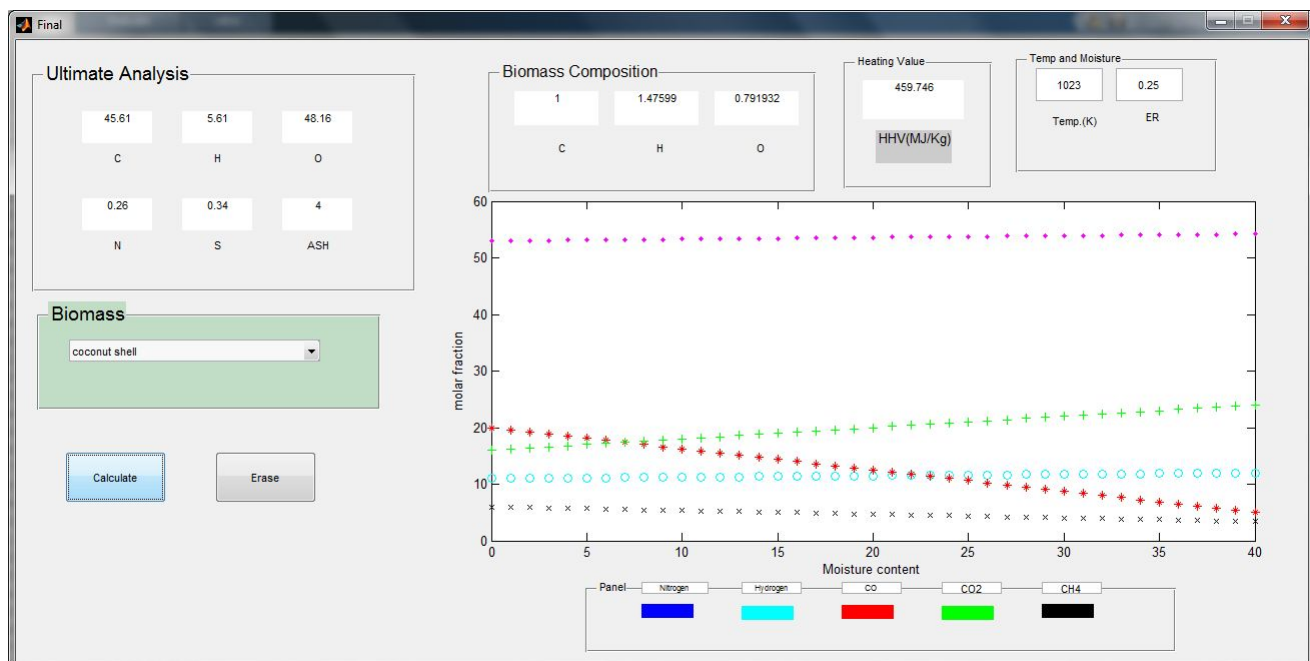 Final
Ultimate Analysis
45.61 5.61 48.16
C H O
0.26 0.34 4
N S ASH
Biomass
coconut shell
Calculate Erase
Biomass Composition
1 1.47599 0.791932
C H O
Heating Value
459.746
HHV(MJ/Kg)
Temp and Moisture
1023 0.25
Temp.(K) ER
60
50
40
30
20
10
0
molar fraction
0 5 10 15 20 25 30 35 40
Moisture content
Panel Nitrogen Hydrogen CO CO2 CH4